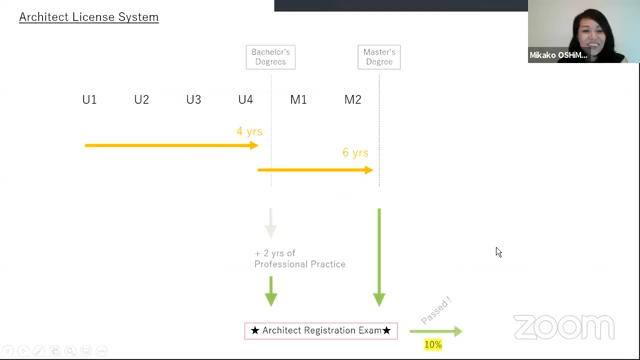 Architect License System
Mikako OSHiM...
Bachelor's
Degrees
Master's
Degree
U1 U2 U3 U4 M1 M2
4 yrs
6 yrs
+ 2 yrs of
Professional Practice
Passed !
★ Architect Registration Exam★
10%
zoom